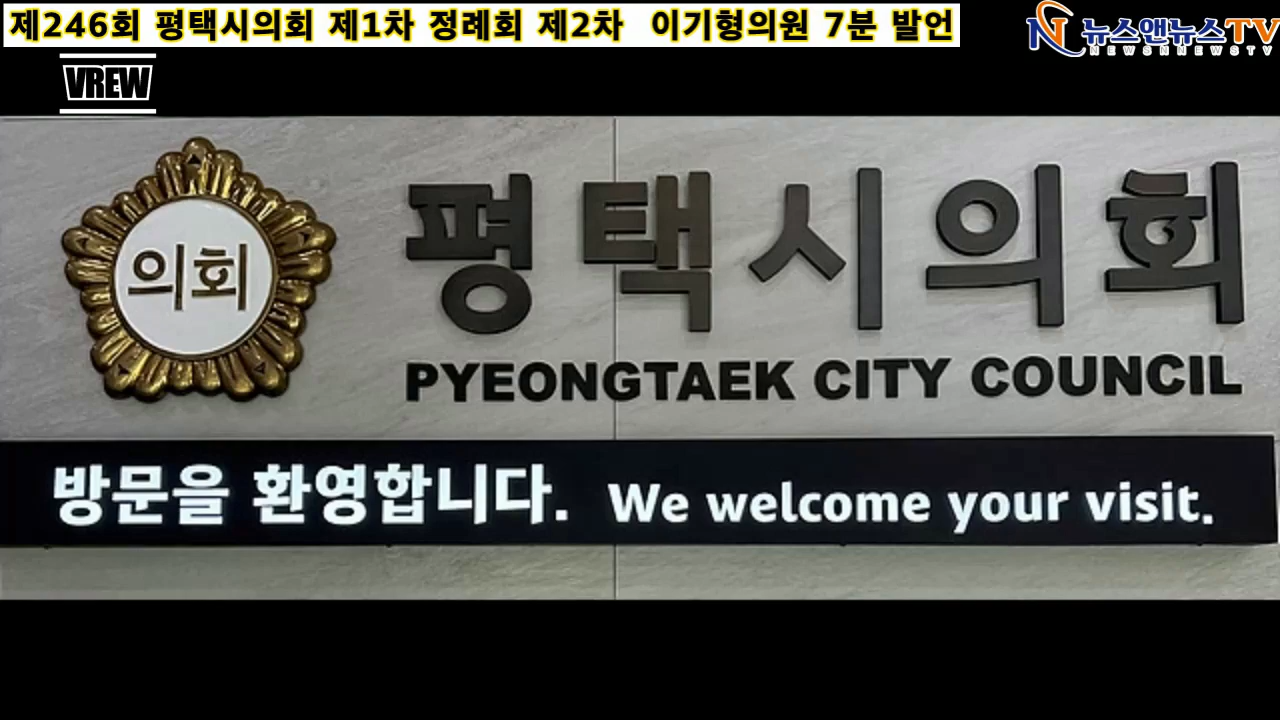 제246회 평택시의회 제1차 정례회 제2차 이기형의원 7분 발언
뉴스앤뉴스TV
NEWSNNEWSTV
VREW
의회
평택시의회
PYEONGTAEK CITY COUNCIL
방문을 환영합니다. We welcome your visit.